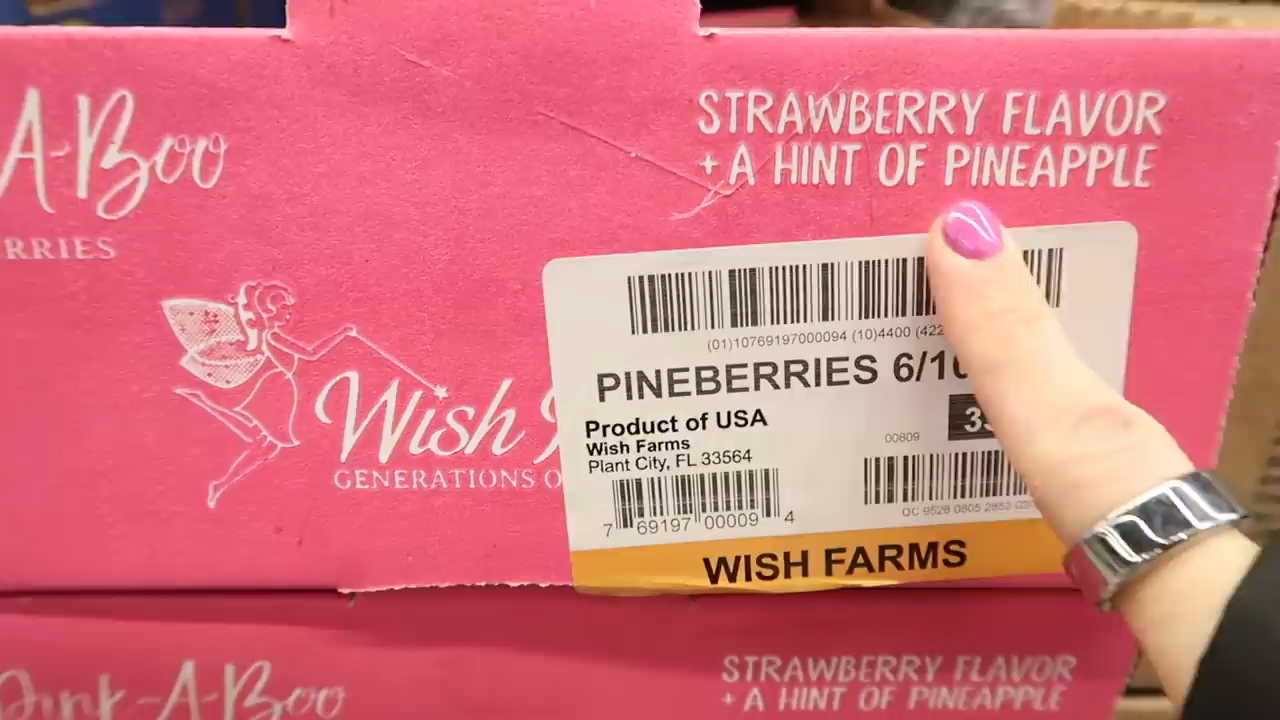 A-Boo
RRIES
STRAWBERRY FLAVOR
+ A HINT OF PINEAPPLE
Wish
GENERATIONS O
(01)10769197000094 (10)4400 (422
PINEBERRIES 6/10
Product of USA
Wish Farms
Plant City, FL 33564
00809
7 69197 00009 4
WISH FARMS
Pink-A-Boo
STRAWBERRY FLAVOR
+ A HINT OF PINEAPPLE